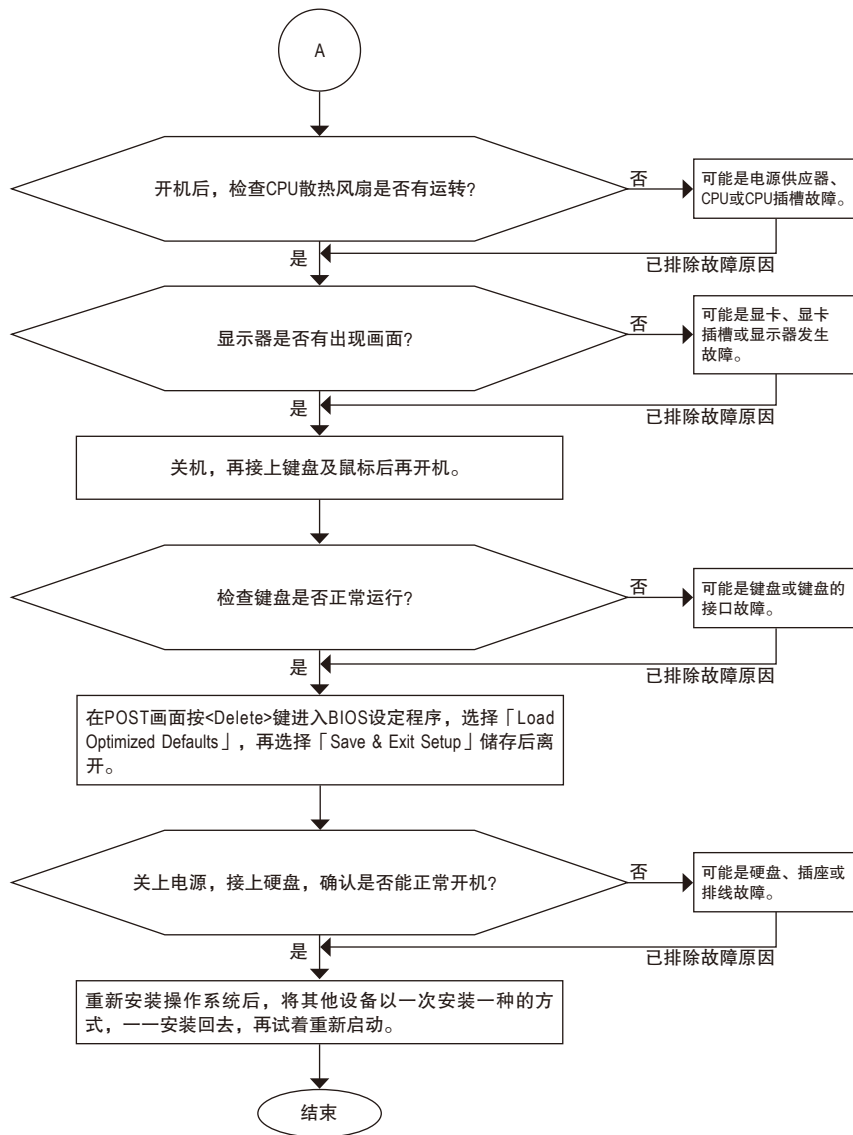 A
开机后，检查CPU散热风扇是否有运转?
否
可能是电源供应器、
CPU或CPU插槽故障。
是
已排除故障原因
显示器是否有出现画面?
否
可能是显卡、显卡
插槽或显示器发生
故障。
是
已排除故障原因
关机，再接上键盘及鼠标后再开机。
检查键盘是否正常运行?
否
可能是键盘或键盘的
接口故障。
是
已排除故障原因
在POST画面按<Delete>键进入BIOS设定程序，选择「Load
Optimized Defaults」，再选择「Save & Exit Setup」储存后离
开。
关上电源，接上硬盘，确认是否能正常开机?
否
可能是硬盘、插座或
排线故障。
是
已排除故障原因
重新安装操作系统后，将其他设备以一次安装一种的方
式，一一安装回去，再试着重新启动。
结束